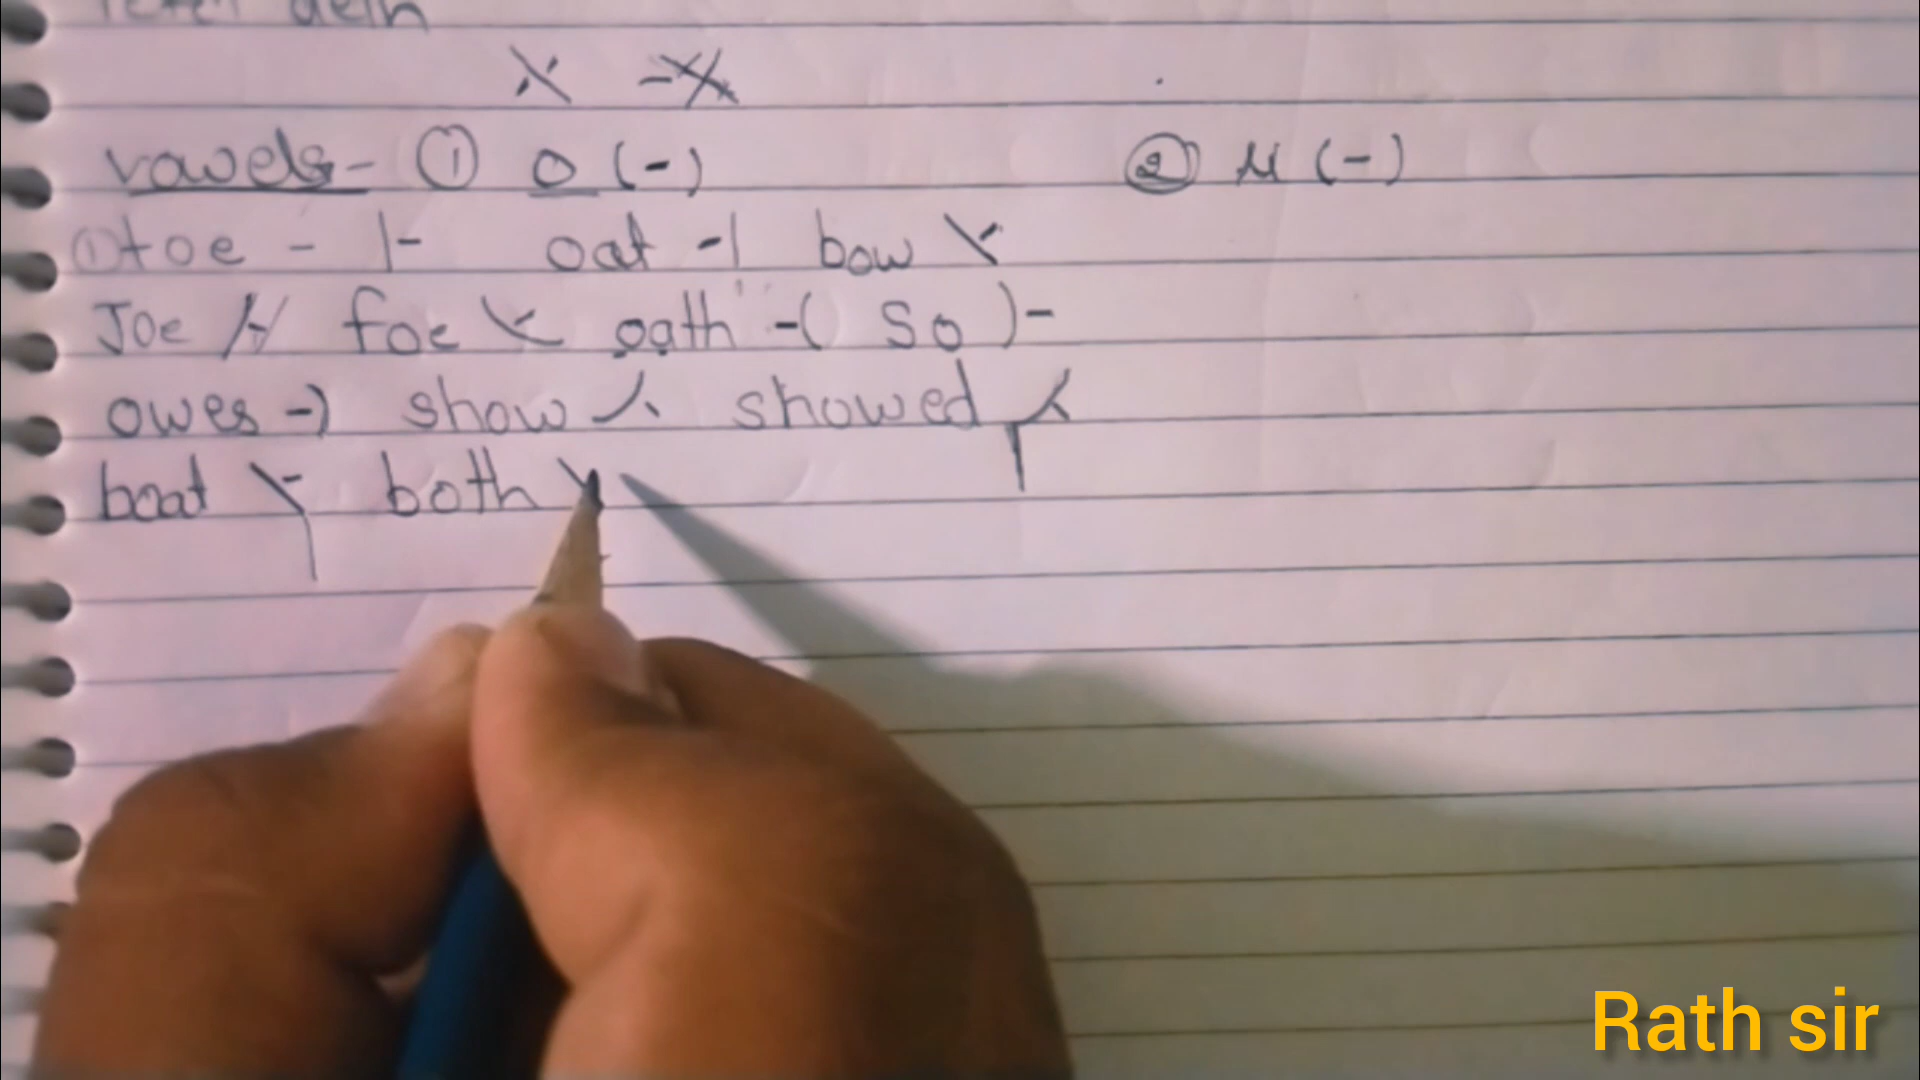 vowels - ① o (-) ② u (-)
① toe - oat bow
Joe foe oath so
owes show showed
boat both
Rath sir